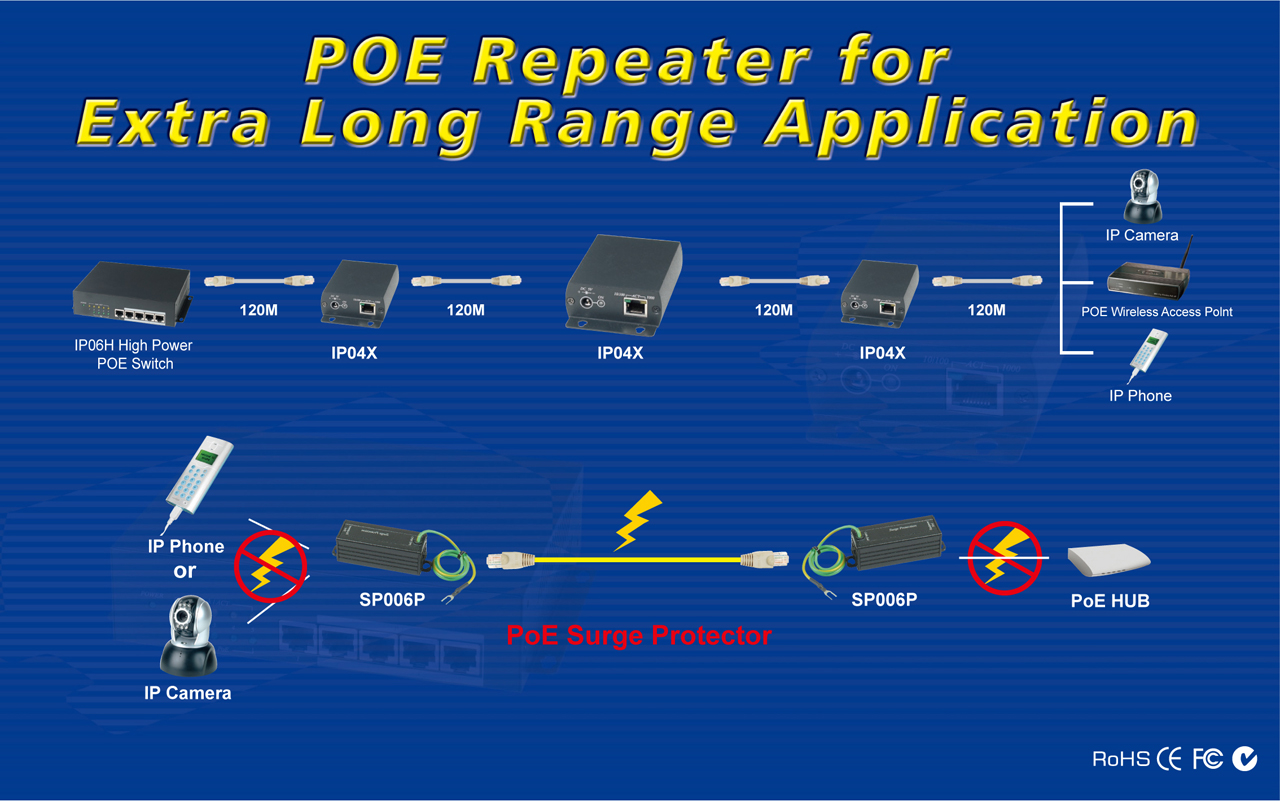 POE Repeater for
Extra Long Range Application
IP Camera
120M
120M
120M
120M
POE Wireless Access PoInt
IP06H High Power
POE Switch
IP04X
IP04X
IP04X
IP Phone
IP Phone
or
IP Camera
SP006P
SP006P
PoE HUB
PoE Surge Protector
RoHS CE FC